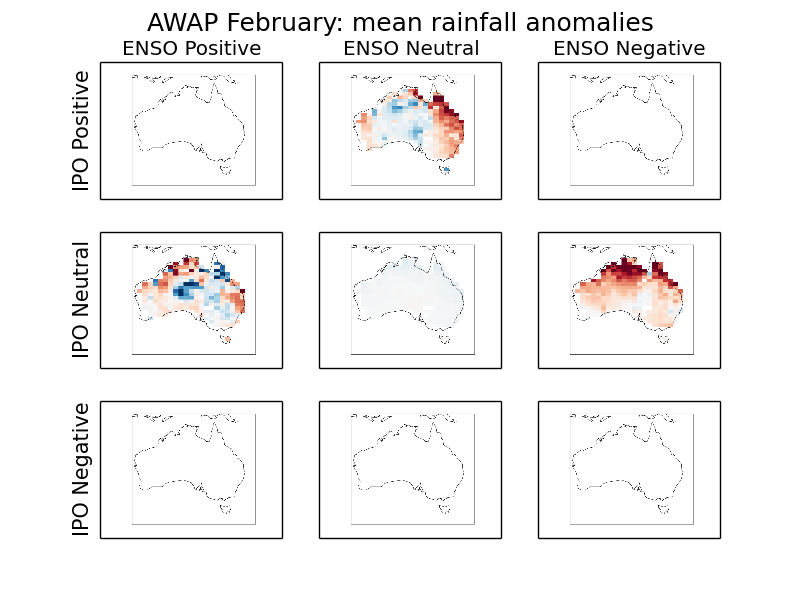 AWAP February: mean rainfall anomalies
ENSO Positive ENSO Neutral ENSO Negative
IPO Positive
IPO Neutral
IPO Negative